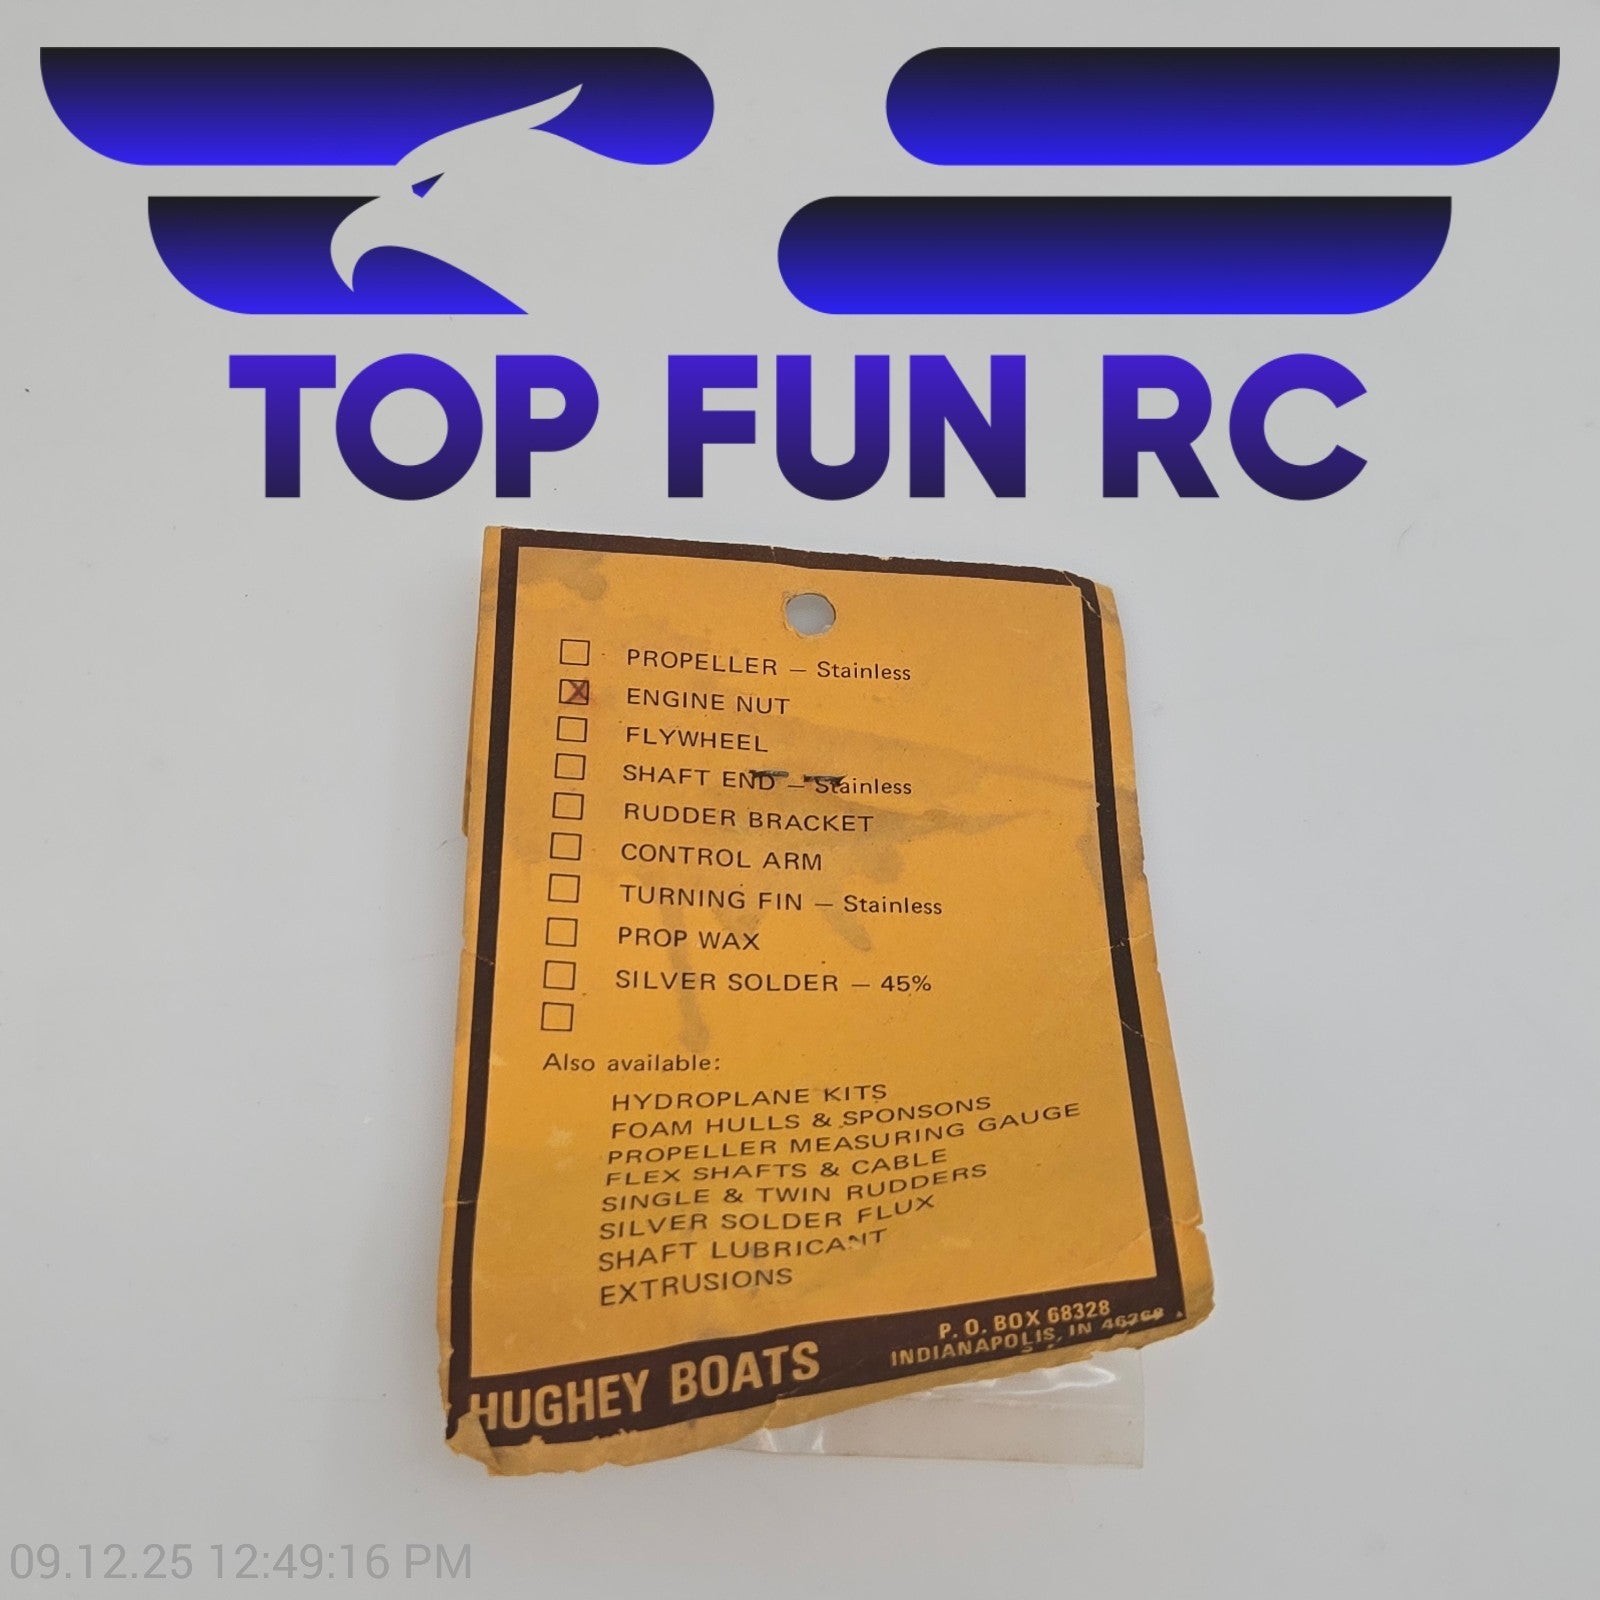 TOP FUN RC
PROPELLER — Stainless
ENGINE NUT
FLYWHEEL
SHAFT END — Stainless
RUDDER BRACKET
CONTROL ARM
TURNING FIN — Stainless
PROP WAX
SILVER SOLDER — 45%
Also available:
HYDROPLANE KITS
FOAM HULLS & SPONSONS
PROPELLER MEASURING GAUGE
FLEX SHAFTS & CABLE
SINGLE & TWIN RUDDERS
SILVER SOLDER FLUX
SHAFT LUBRICANT
EXTRUSIONS
HUGHEY BOATS
P. O. BOX 68328
INDIANAPOLIS, IN 46268
09.12.25 12:49:16 PM